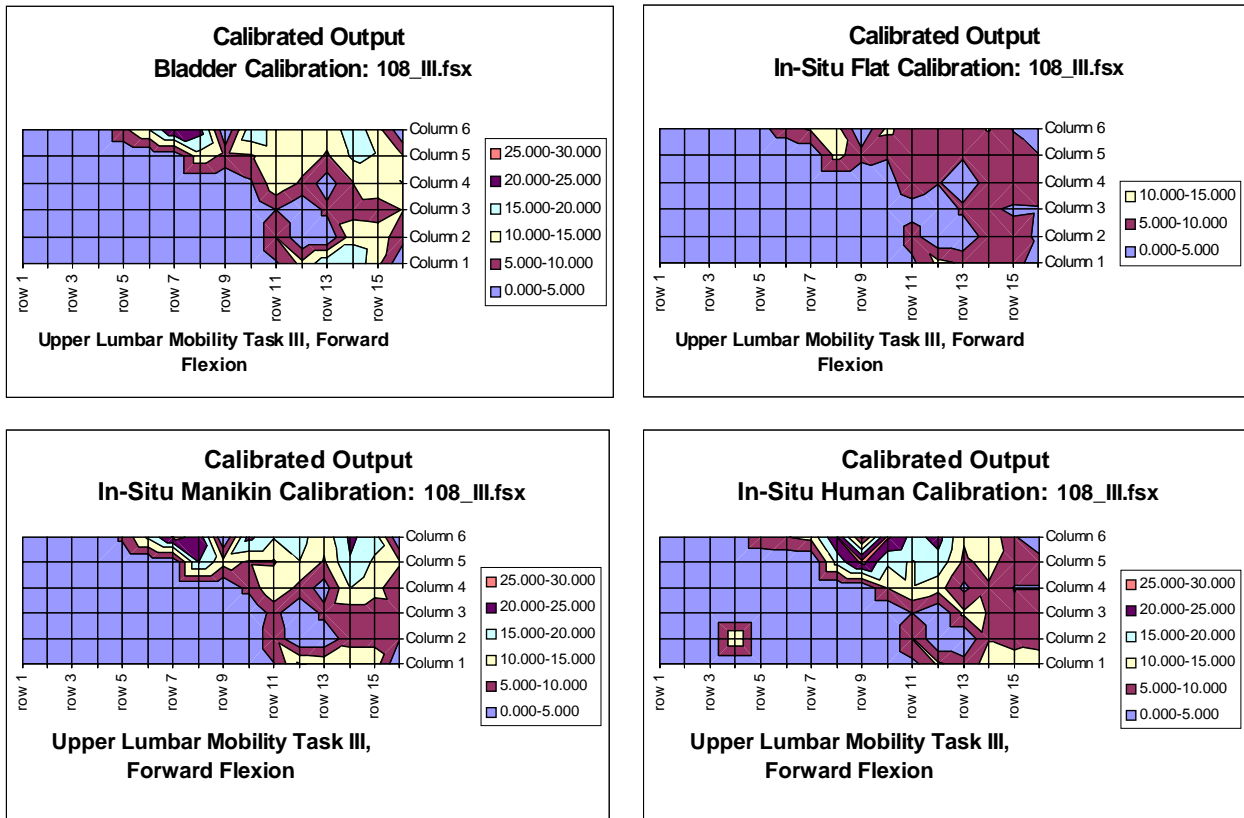 Calibrated Output
Bladder Calibration: 108_III.fsx
Column 6
Column 5
Column 4
Column 3
Column 2
Column 1
row 1
row 3
row 5
row 7
row 9
row 11
row 13
row 15
25.000-30.000
20.000-25.000
15.000-20.000
10.000-15.000
5.000-10.000
0.000-5.000
Upper Lumbar Mobility Task III, Forward
Flexion
Calibrated Output
In-Situ Flat Calibration: 108_III.fsx
Column 6
Column 5
Column 4
Column 3
Column 2
Column 1
row 1
row 3
row 5
row 7
row 9
row 11
row 13
row 15
10.000-15.000
5.000-10.000
0.000-5.000
Upper Lumbar Mobility Task III, Forward
Flexion
Calibrated Output
In-Situ Manikin Calibration: 108_III.fsx
Column 6
Column 5
Column 4
Column 3
Column 2
Column 1
row 1
row 3
row 5
row 7
row 9
row 11
row 13
row 15
25.000-30.000
20.000-25.000
15.000-20.000
10.000-15.000
5.000-10.000
0.000-5.000
Upper Lumbar Mobility Task III,
Forward Flexion
Calibrated Output
In-Situ Human Calibration: 108_III.fsx
Column 6
Column 5
Column 4
Column 3
Column 2
Column 1
row 1
row 3
row 5
row 7
row 9
row 11
row 13
row 15
25.000-30.000
20.000-25.000
15.000-20.000
10.000-15.000
5.000-10.000
0.000-5.000
Upper Lumbar Mobility Task III,
Forward Flexion